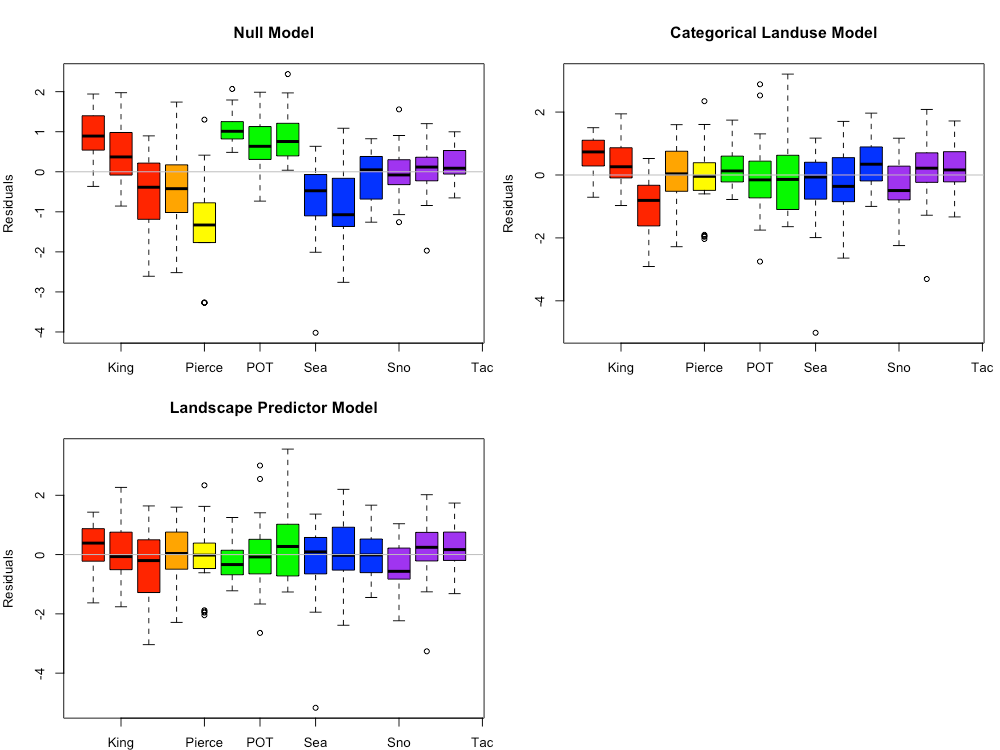 Null Model
Residuals
2
1
0
-1
-2
-3
-4
King
Pierce
POT
Sea
Sno
Tac
Categorical Landuse Model
Residuals
2
0
-2
-4
King
Pierce
POT
Sea
Sno
Tac
Landscape Predictor Model
Residuals
2
0
-2
-4
King
Pierce
POT
Sea
Sno
Tac